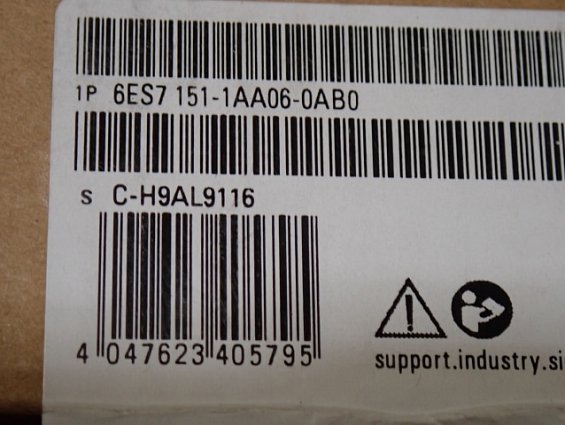 1P 6ES7 151-1AA06-0AB0
S C-H9AL9116
4 047623 405795
support.industry.si